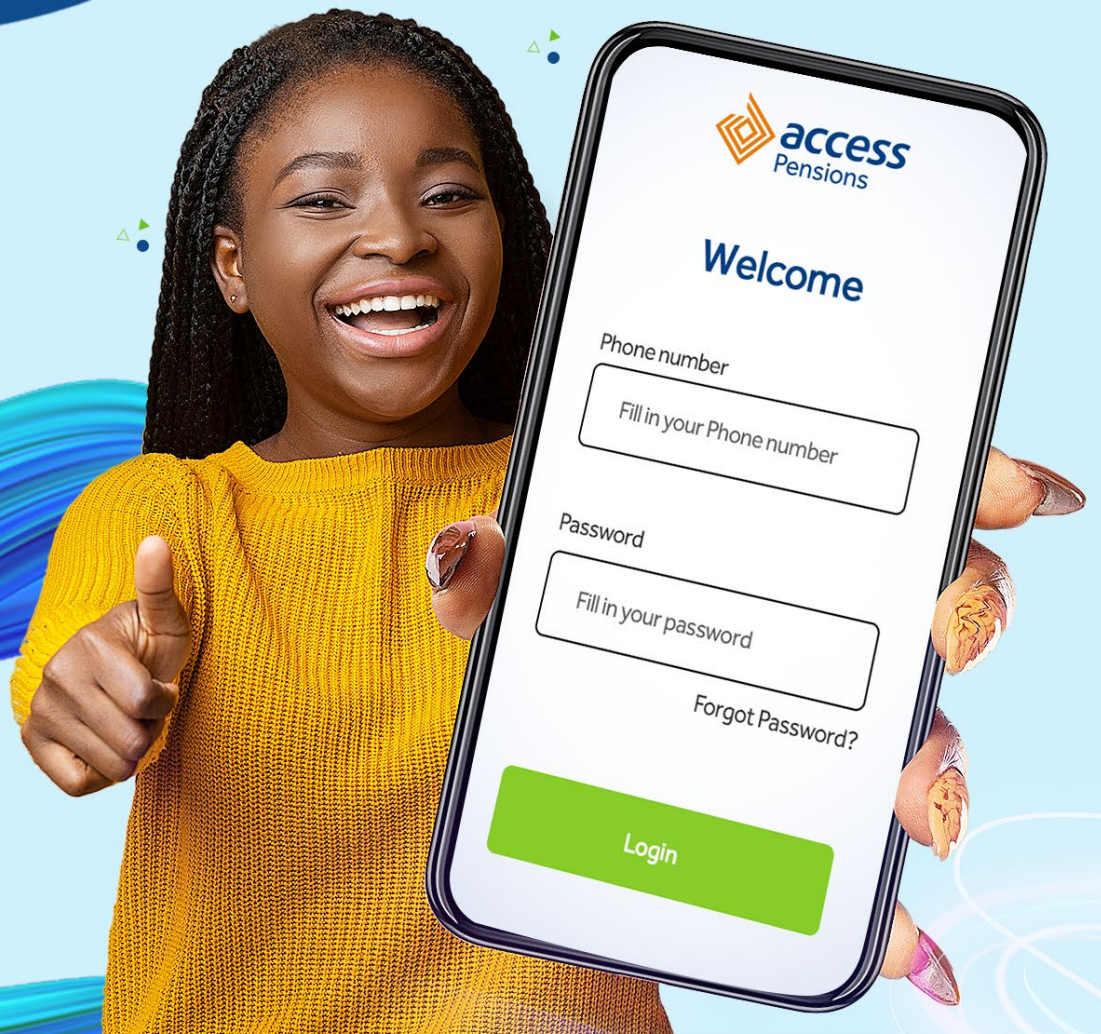 access
Pensions
Welcome
Phone number
Fill in your Phone number
Password
Fill in your password
Forgot Password?
Login